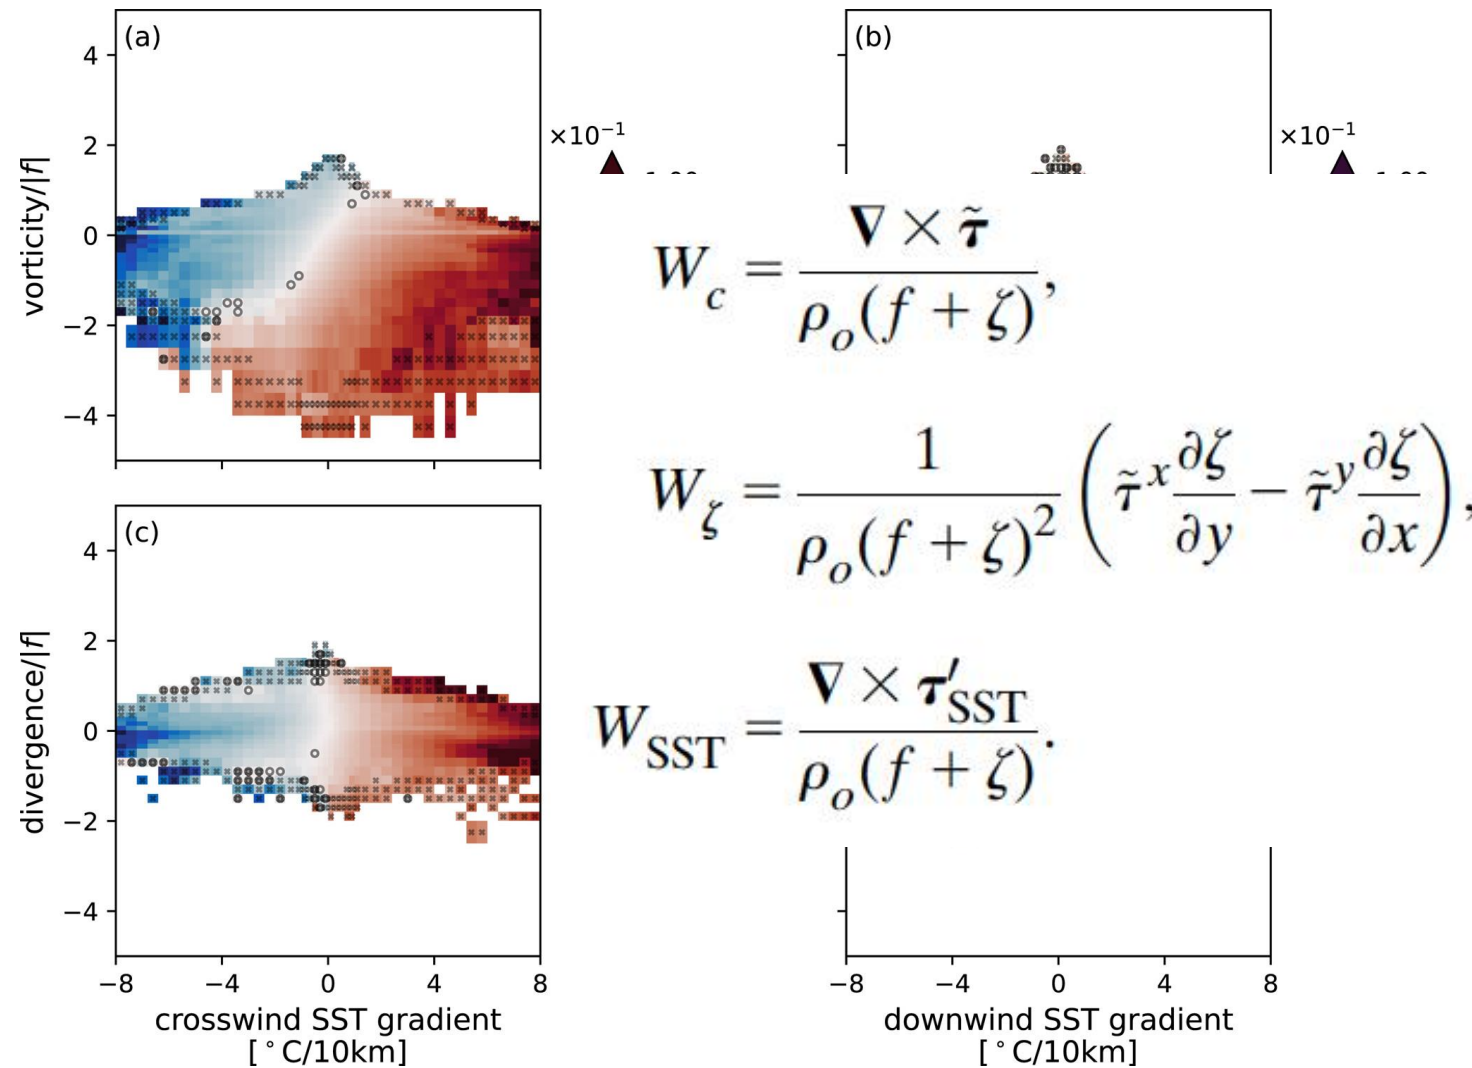 (a)
(b)
4
2
0
−2
−4
vorticity/|f|
×10⁻¹
×10⁻¹
W_c = ∇ × τ̃ / ρ_o(f + ζ),
W_ζ = 1 / ρ_o(f + ζ)² (τ̃^x ∂ζ/∂y − τ̃^y ∂ζ/∂x),
W_SST = ∇ × τ′_SST / ρ_o(f + ζ).
(c)
4
2
0
−2
−4
divergence/|f|
−8 −4 0 4 8
crosswind SST gradient
[°C/10km]
−8 −4 0 4 8
downwind SST gradient
[°C/10km]